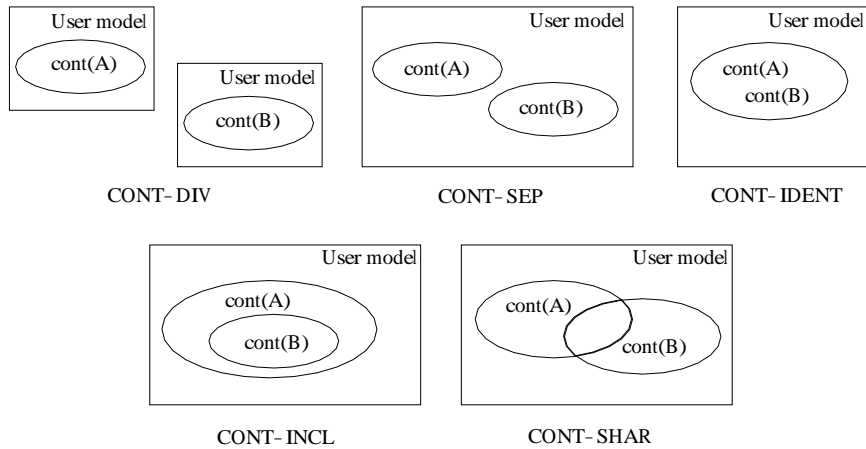 User model
cont(A)
User model
cont(B)
CONT-DIV
User model
cont(A)
cont(B)
CONT-SEP
User model
cont(A)
cont(B)
CONT-IDENT
User model
cont(A)
cont(B)
CONT-INCL
User model
cont(A)
cont(B)
CONT-SHAR